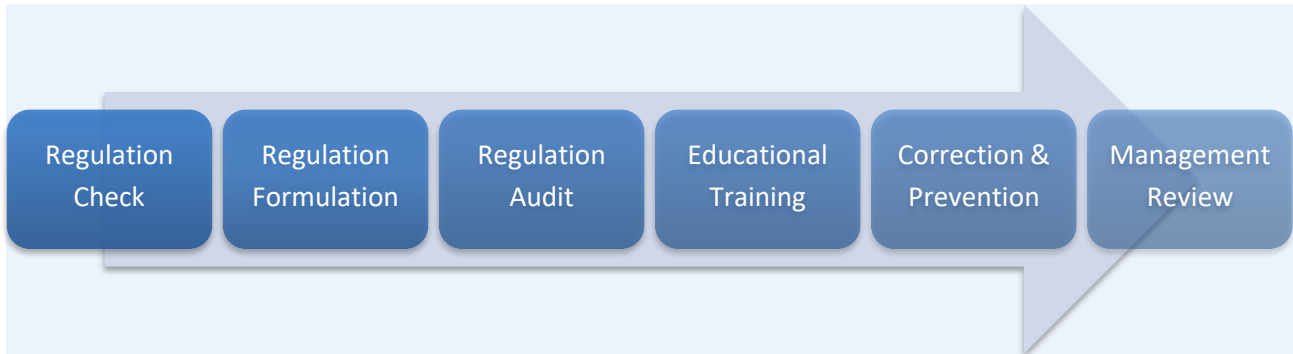 Regulation
Check
Regulation
Formulation
Regulation
Audit
Educational
Training
Correction &
Prevention
Management
Review